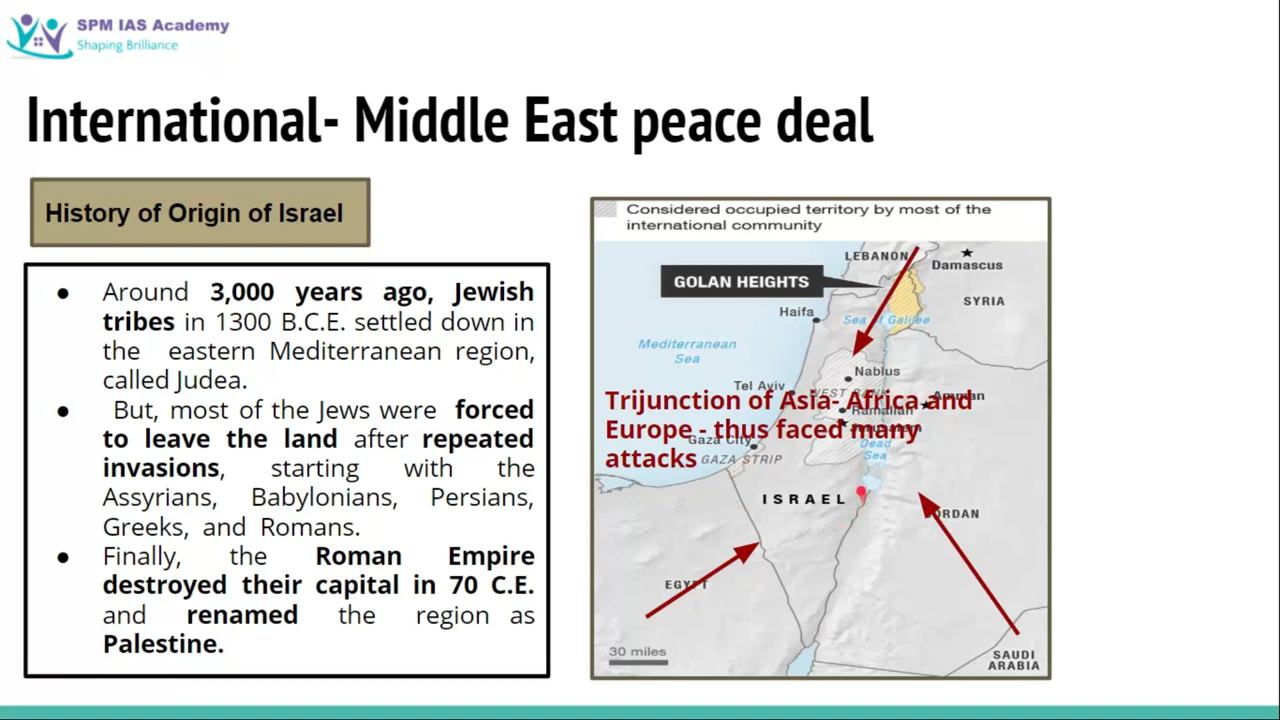 SPM IAS Academy
Shaping Brilliance
International- Middle East peace deal
History of Origin of Israel
● Around 3,000 years ago, Jewish
tribes in 1300 B.C.E. settled down in
the eastern Mediterranean region,
called Judea.
● But, most of the Jews were forced
to leave the land after repeated
invasions, starting with the
Assyrians, Babylonians, Persians,
Greeks, and Romans.
● Finally, the Roman Empire
destroyed their capital in 70 C.E.
and renamed the region as
Palestine.
Considered occupied territory by most of the
international community
LEBANON
Damascus
GOLAN HEIGHTS
SYRIA
Haifa
Sea of Galilee
Mediterranean
Sea
Nablus
Tel Aviv
WEST BANK
Amman
Trijunction of Asia- Africa and
Ramallah
Europe - thus faced many
Jerusalem
Gaza City
Dead
Sea
attacks
GAZA STRIP
ISRAEL
JORDAN
EGYPT
30 miles
SAUDI
ARABIA